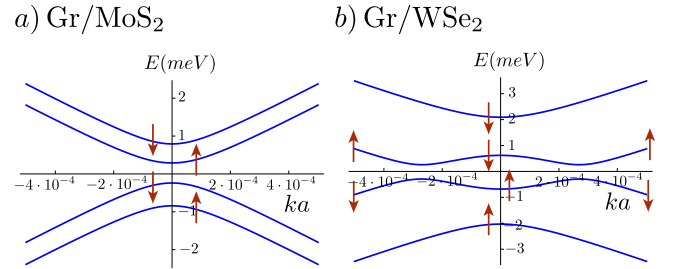 a) Gr/MoS₂ b) Gr/WSe₂
E(meV) E(meV)
2 3
1 2
1
−4·10⁻⁴ −2·10⁻⁴ 2·10⁻⁴ 4·10⁻⁴ −4·10⁻⁴ −2·10⁻⁴ 2·10⁻⁴ 4·10⁻⁴
−1 ka −1 ka
−2 −2
−3